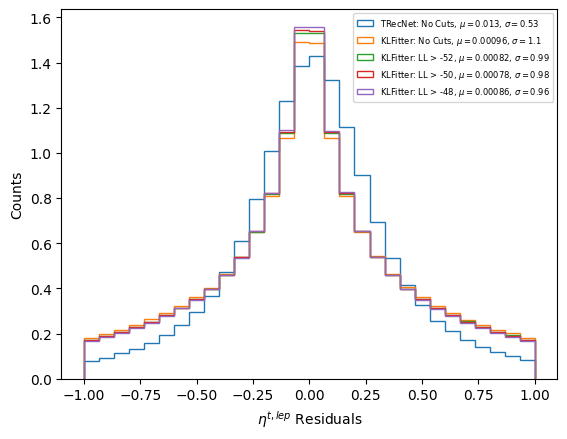 TRecNet: No Cuts, μ = 0.013, σ = 0.53
KLFitter: No Cuts, μ = 0.00096, σ = 1.1
KLFitter: LL > -52, μ = 0.00082, σ = 0.99
KLFitter: LL > -50, μ = 0.00078, σ = 0.98
KLFitter: LL > -48, μ = 0.00086, σ = 0.96
1.6
1.4
1.2
1.0
0.8
0.6
0.4
0.2
0.0
Counts
−1.00 −0.75 −0.50 −0.25 0.00 0.25 0.50 0.75 1.00
η^{t, lep} Residuals